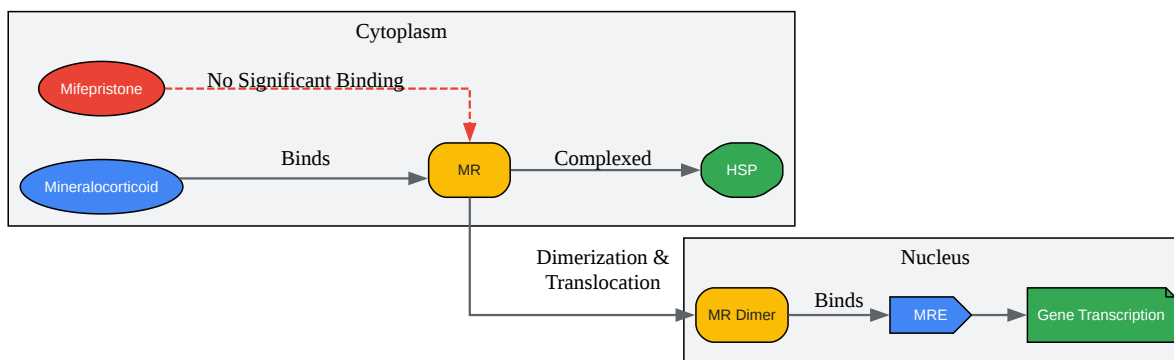 Cytoplasm
Mifepristone
No Significant Binding
Mineralocorticoid
Binds
MR
Complexed
HSP
Dimerization &
Translocation
Nucleus
MR Dimer
Binds
MRE
Gene Transcription